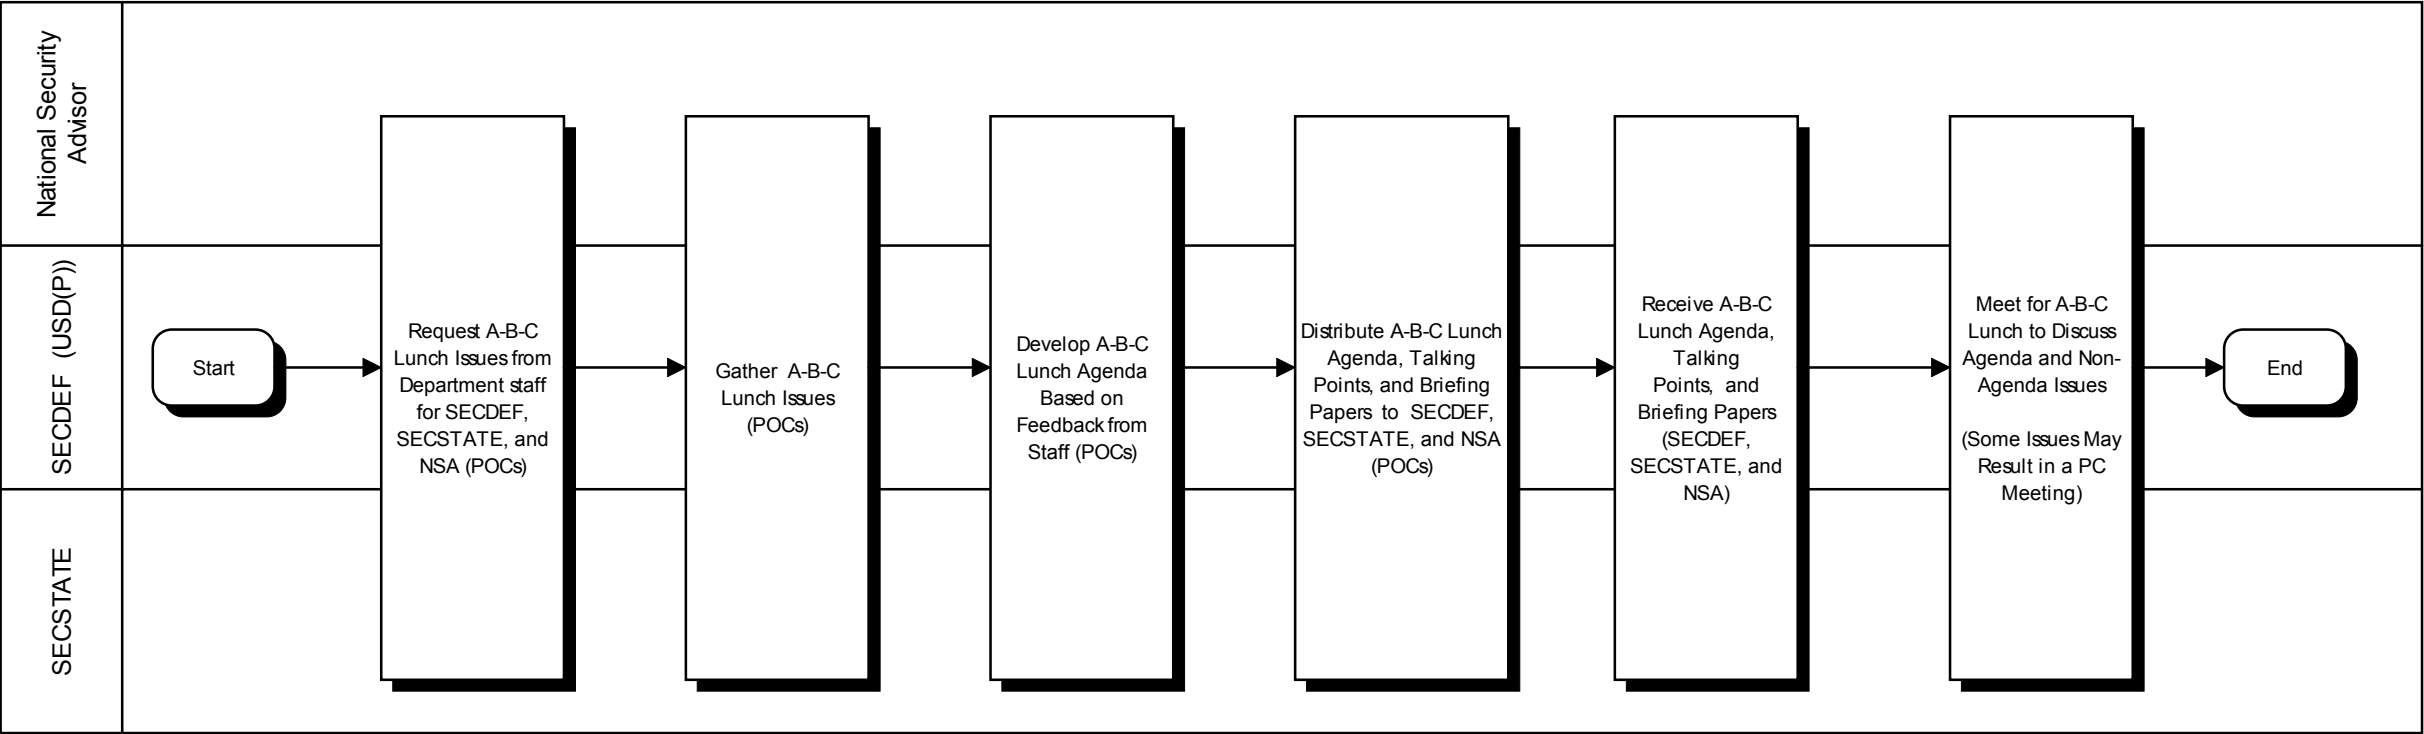 National Security
Advisor
SECDEF (USD(P))
SECSTATE
Start
Request A-B-C
Lunch Issues from
Department staff
for SECDEF,
SECSTATE, and
NSA (POCs)
Gather A-B-C
Lunch Issues
(POCs)
Develop A-B-C
Lunch Agenda
Based on
Feedback from
Staff (POCs)
Distribute A-B-C Lunch
Agenda, Talking
Points, and Briefing
Papers to SECDEF,
SECSTATE, and NSA
(POCs)
Receive A-B-C
Lunch Agenda,
Talking
Points, and
Briefing Papers
(SECDEF,
SECSTATE, and
NSA)
Meet for A-B-C
Lunch to Discuss
Agenda and Non-
Agenda Issues
(Some Issues May
Result in a PC
Meeting)
End